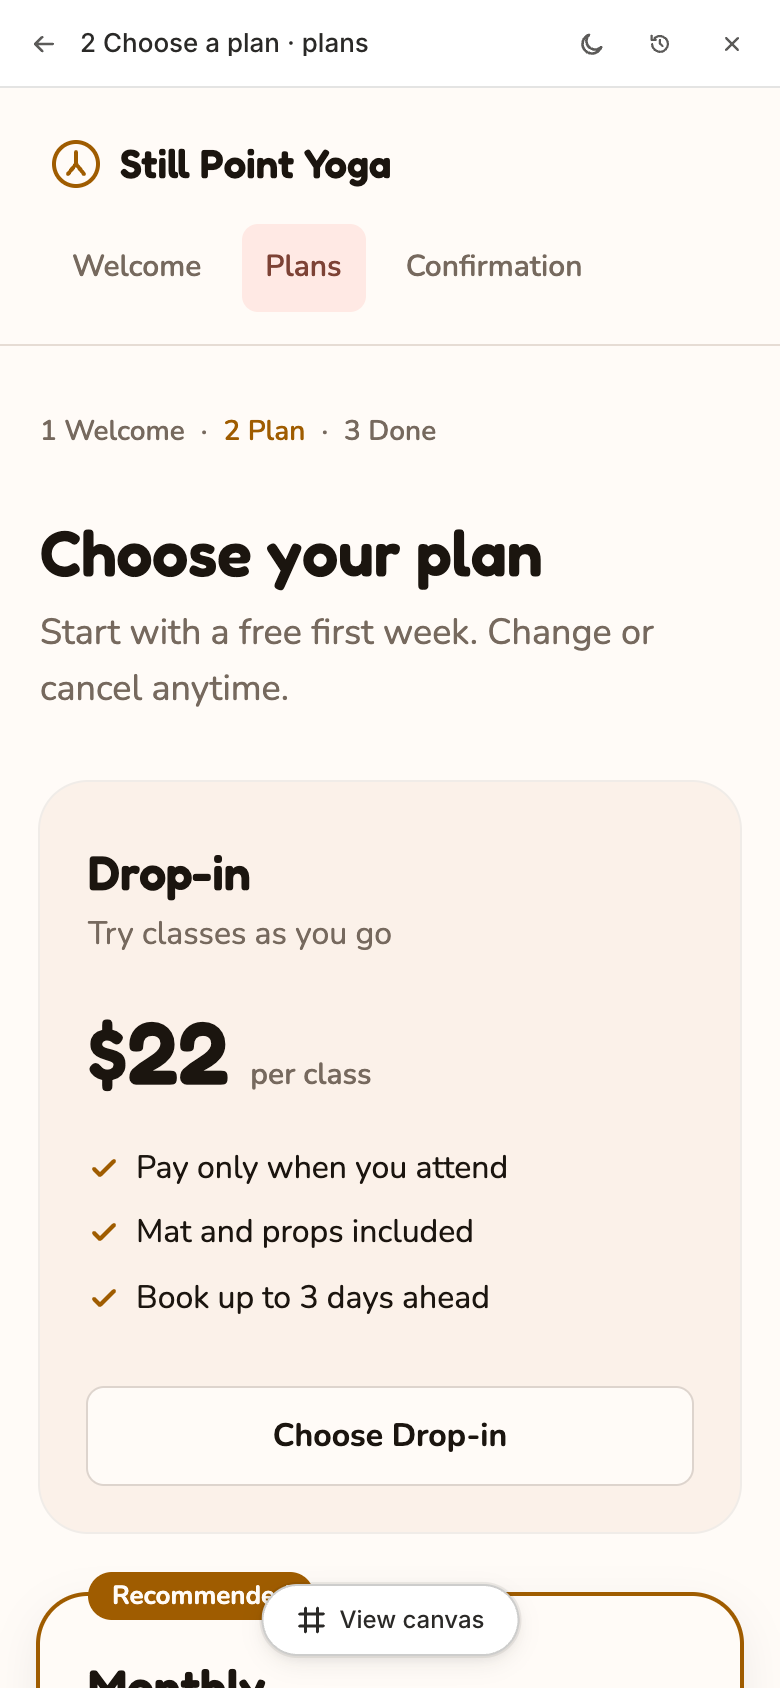 2 Choose a plan · plans
Still Point Yoga
Welcome Plans Confirmation
1 Welcome · 2 Plan · 3 Done
Choose your plan
Start with a free first week. Change or
cancel anytime.
Drop-in
Try classes as you go
$22 per class
Pay only when you attend
Mat and props included
Book up to 3 days ahead
Choose Drop-in
View canvas
Monthly